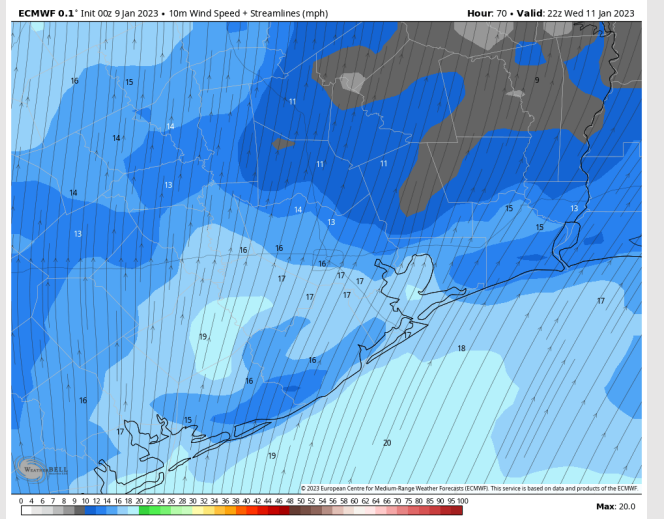 ECMWF 0.1° Init 00z 9 Jan 2023 • 10m Wind Speed + Streamlines (mph) Hour: 70 • Valid: 22z Wed 11 Jan 2023
9
16 15
11
14
14
11 11
13
14
14 15 13
13 13 15
16 16
16
17 17 17
17 17 17
19 17
18
16
16
16
15
17
20
19
WEATHERBELL
© 2023 European Centre for Medium-Range Weather Forecasts (ECMWF). This service is based on data and products of the ECMWF.
0 4 6 7 8 9 10 12 14 16 18 20 22 24 26 28 30 32 34 36 38 40 42 44 46 48 50 52 54 56 58 60 62 64 66 68 70 75 80 85 90 95 100
Max: 20.0